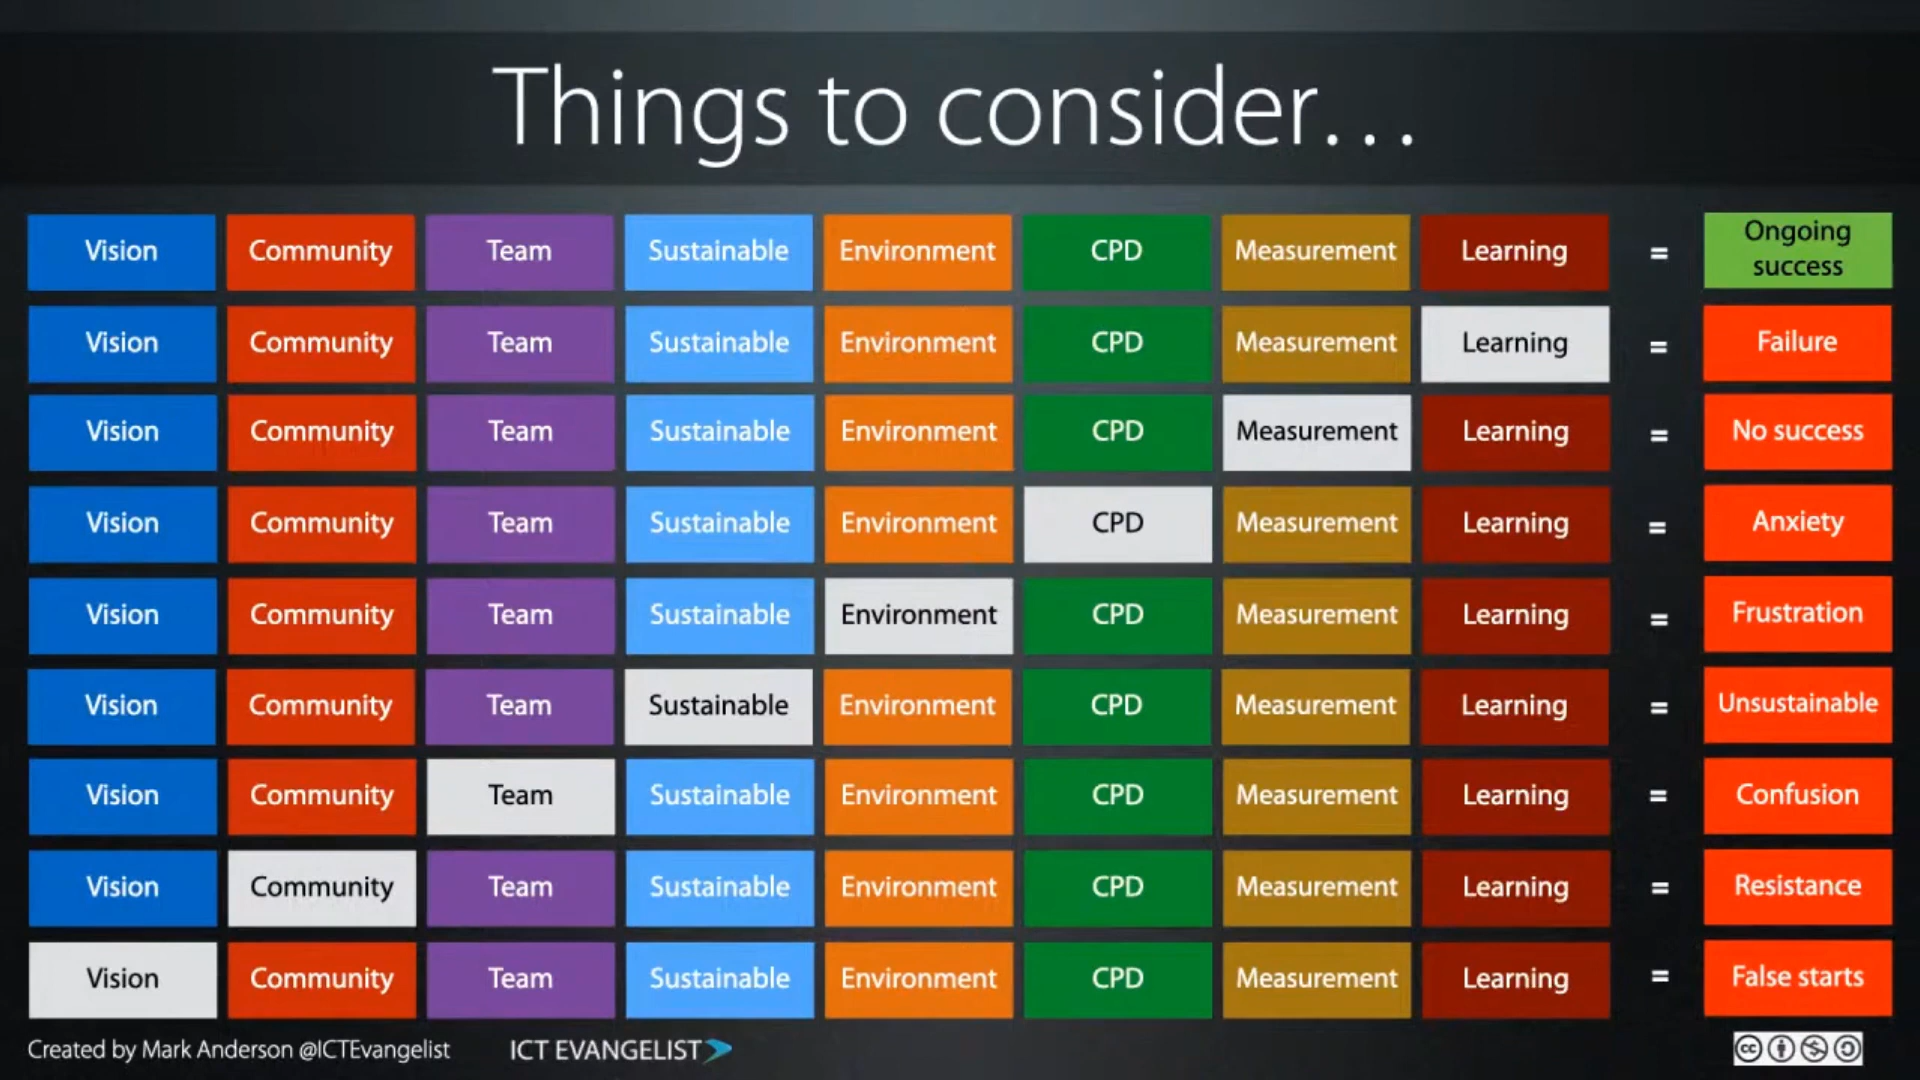 Things to consider...
Vision Community Team Sustainable Environment CPD Measurement Learning = Ongoing success
Vision Community Team Sustainable Environment CPD Measurement Learning = Failure
Vision Community Team Sustainable Environment CPD Measurement Learning = No success
Vision Community Team Sustainable Environment CPD Measurement Learning = Anxiety
Vision Community Team Sustainable Environment CPD Measurement Learning = Frustration
Vision Community Team Sustainable Environment CPD Measurement Learning = Unsustainable
Vision Community Team Sustainable Environment CPD Measurement Learning = Confusion
Vision Community Team Sustainable Environment CPD Measurement Learning = Resistance
Vision Community Team Sustainable Environment CPD Measurement Learning = False starts
Created by Mark Anderson @ICTEvangelist ICT EVANGELIST cc